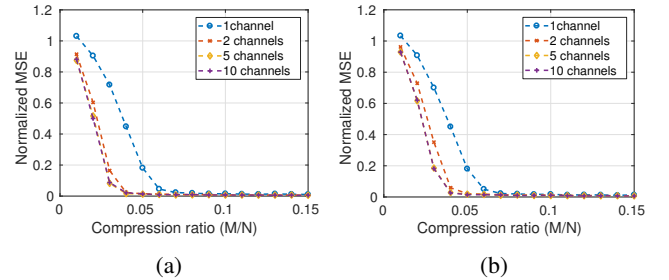 1.2
1
0.8
0.6
0.4
0.2
0
Normalized MSE
1channel
2 channels
5 channels
10 channels
0 0.05 0.1 0.15
Compression ratio (M/N)
(a)
1.2
1
0.8
0.6
0.4
0.2
0
Normalized MSE
1channel
2 channels
5 channels
10 channels
0 0.05 0.1 0.15
Compression ratio (M/N)
(b)